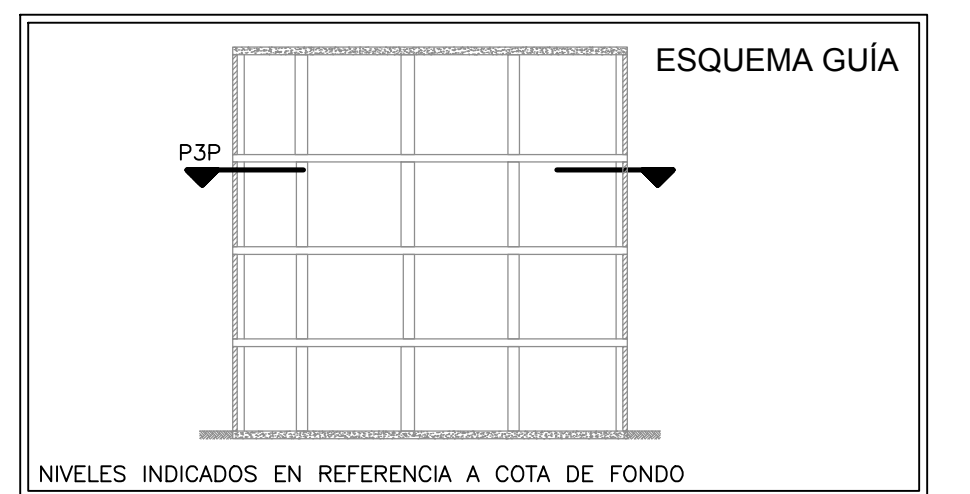 ESQUEMA GUÍA
P3P
NIVELES INDICADOS EN REFERENCIA A COTA DE FONDO